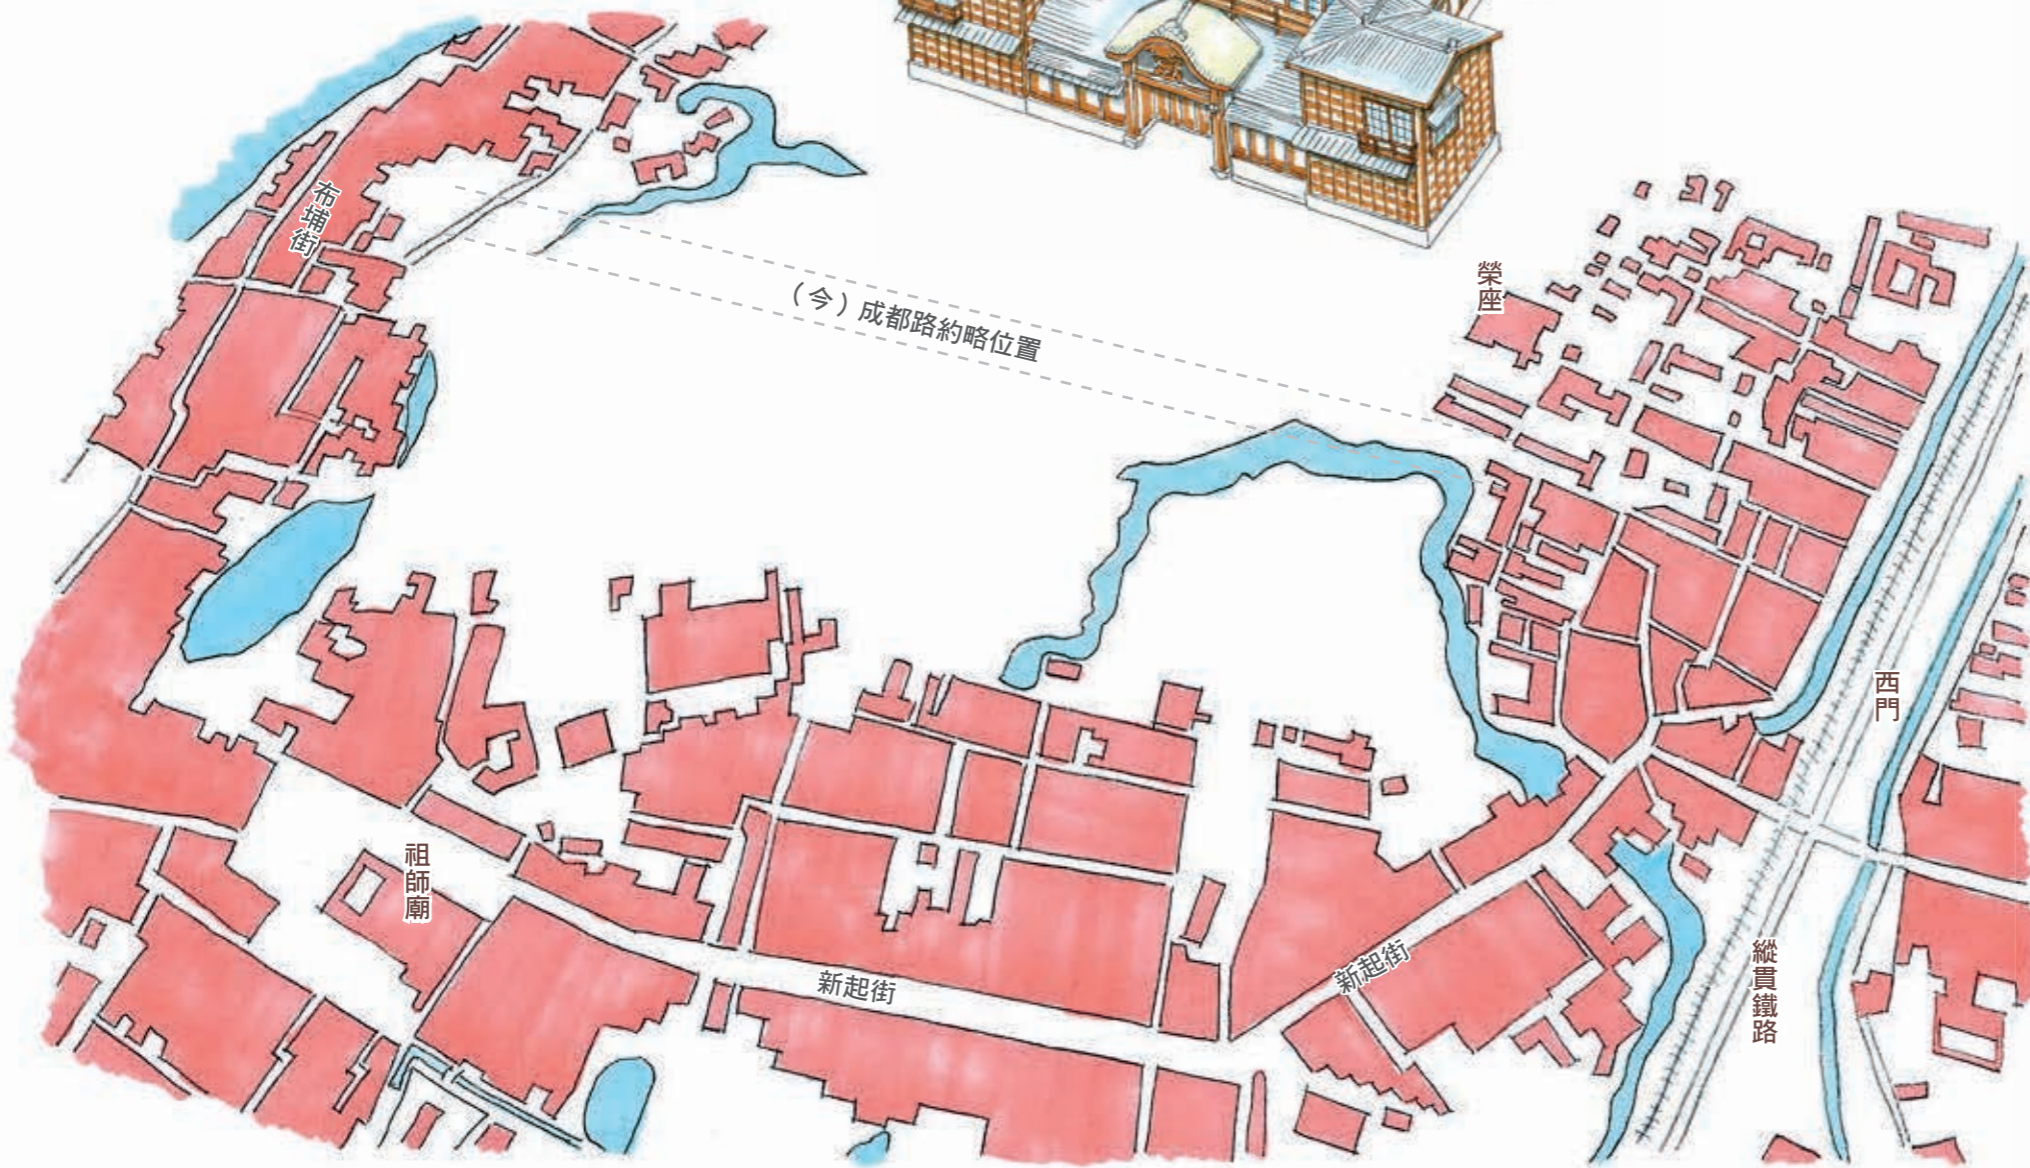 布埔街
（今）成都路約略位置
榮座
西門
祖師廟
新起街
新起街
縱貫鐵路